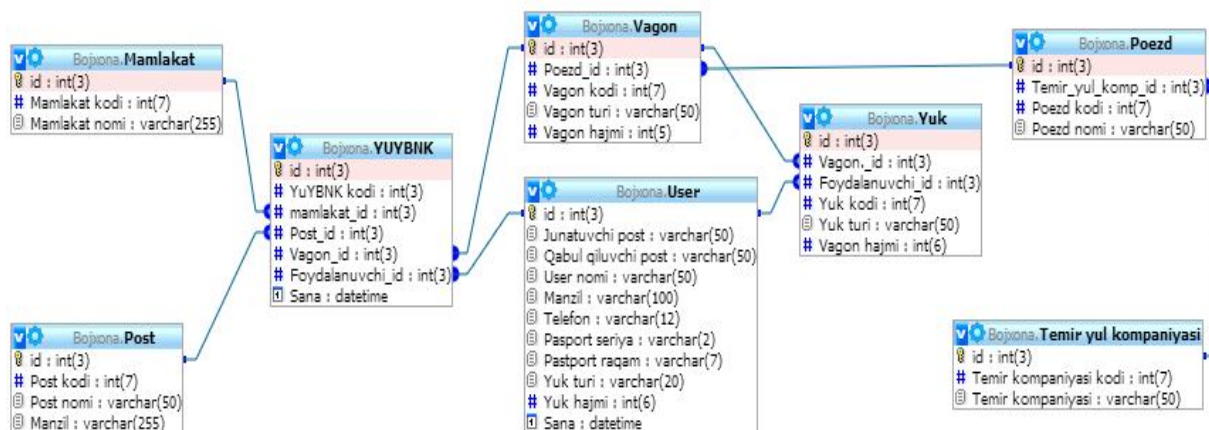 Bojxona.Mamlakat
id : int(3)
Mamlakat kodi : int(7)
Mamlakat nomi : varchar(255)
Bojxona.YUYBNK
id : int(3)
YuYBNK kodi : int(3)
mamlakat_id : int(3)
Post_id : int(3)
Vagon_id : int(3)
Foydalanuvchi_id : int(3)
Sana : datetime
Bojxona.Post
id : int(3)
Post kodi : int(7)
Post nomi : varchar(50)
Manzil : varchar(255)
Bojxona.Vagon
id : int(3)
Poezd_id : int(3)
Vagon kodi : int(7)
Vagon turi : varchar(50)
Vagon hajmi : int(5)
Bojxona.User
id : int(3)
Junatuvchi post : varchar(50)
Qabul qiluvchi post : varchar(50)
User nomi : varchar(50)
Manzil : varchar(100)
Telefon : varchar(12)
Pasport seriya : varchar(2)
Pastport raqam : varchar(7)
Yuk turi : varchar(20)
Yuk hajmi : int(6)
Sana : datetime
Bojxona.Yuk
id : int(3)
Vagon._id : int(3)
Foydalanuvchi_id : int(3)
Yuk kodi : int(7)
Yuk turi : varchar(50)
Vagon hajmi : int(6)
Bojxona.Poezd
id : int(3)
Temir_yul_komp_id : int(3)
Poezd kodi : int(7)
Poezd nomi : varchar(50)
Bojxona.Temir yul kompaniyasi
id : int(3)
Temir kompaniyasi kodi : int(7)
Temir kompaniyasi : varchar(50)